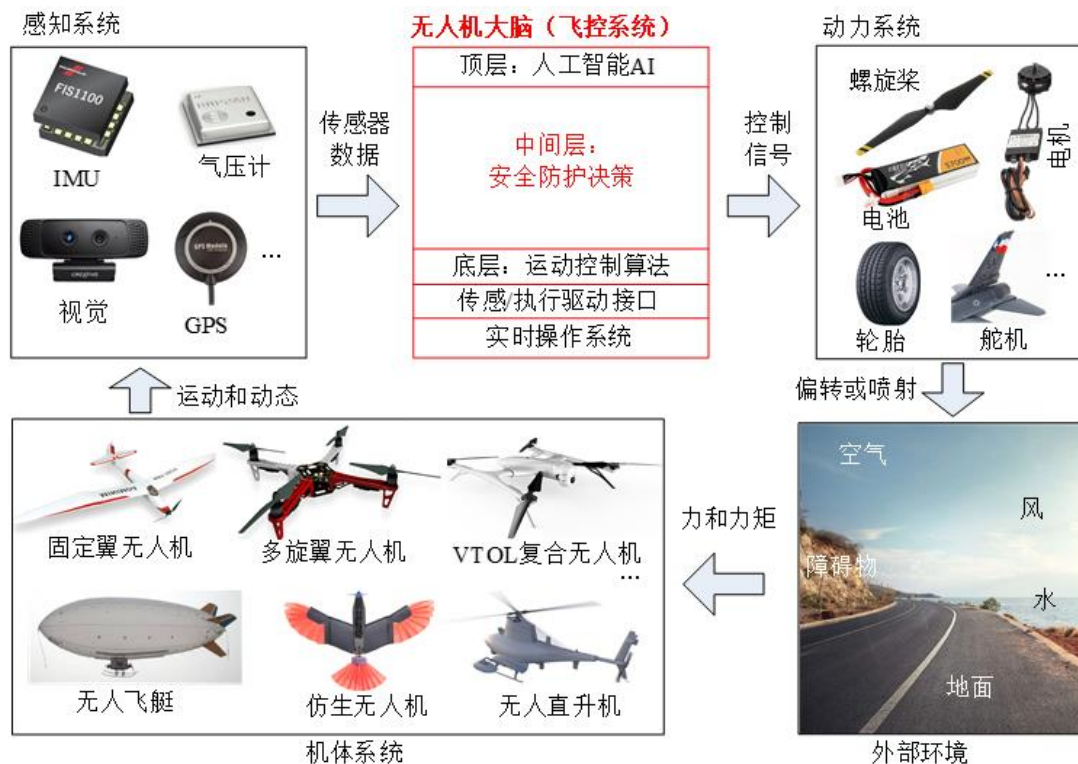 感知系统
FIS1100
IMU
气压计
视觉
GPS
...
传感器
数据
无人机大脑（飞控系统）
顶层：人工智能AI
中间层：
安全防护决策
底层：运动控制算法
传感/执行驱动接口
实时操作系统
控制
信号
动力系统
螺旋桨
电机
电池
轮胎
舵机
...
偏转或喷射
空气
风
障碍物
水
地面
外部环境
力和力矩
运动和动态
固定翼无人机
多旋翼无人机
VTOL复合无人机
...
无人飞艇
仿生无人机
无人直升机
机体系统